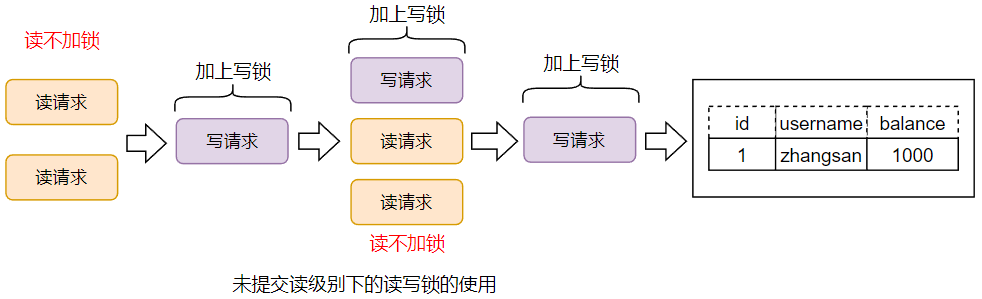 读不加锁
读请求
读请求
加上写锁
写请求
加上写锁
写请求
读请求
读请求
读不加锁
加上写锁
写请求
id username balance
1 zhangsan 1000
未提交读级别下的读写锁的使用